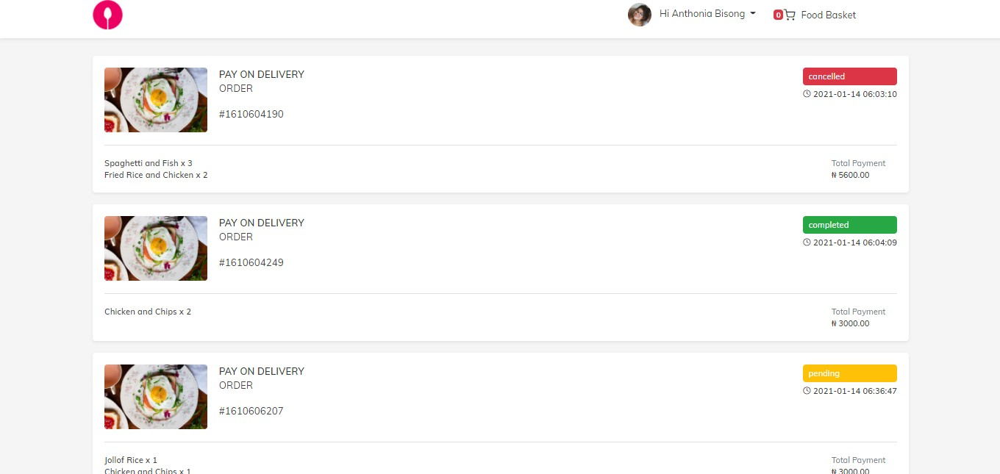 Hi Anthonia Bisong
0 Food Basket
PAY ON DELIVERY
ORDER
#1610604190
cancelled
2021-01-14 06:03:10
Spaghetti and Fish x 3
Fried Rice and Chicken x 2
Total Payment
₦ 5600.00
PAY ON DELIVERY
ORDER
#1610604249
completed
2021-01-14 06:04:09
Chicken and Chips x 2
Total Payment
₦ 3000.00
PAY ON DELIVERY
ORDER
#1610606207
pending
2021-01-14 06:36:47
Jollof Rice x 1
Chicken and Chips x 1
Total Payment
₦ 3000.00